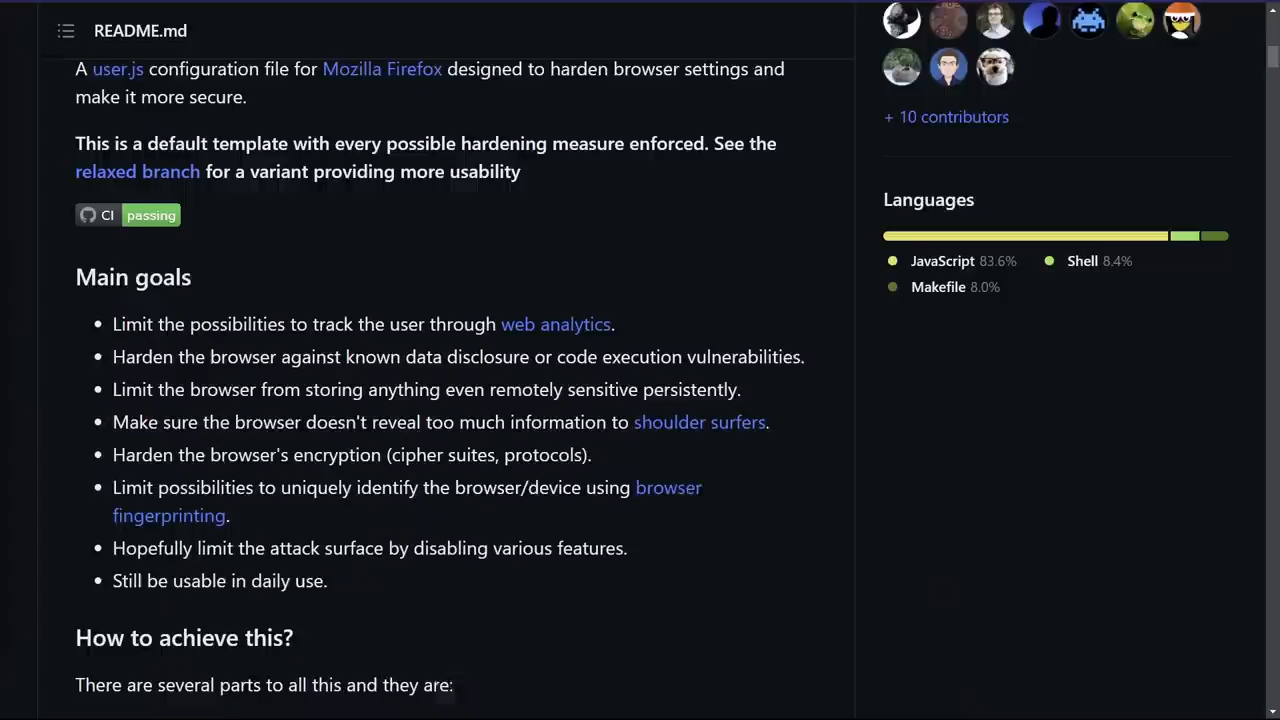 README.md
A user.js configuration file for Mozilla Firefox designed to harden browser settings and
make it more secure.
This is a default template with every possible hardening measure enforced. See the
relaxed branch for a variant providing more usability
CI passing
Main goals
Limit the possibilities to track the user through web analytics.
Harden the browser against known data disclosure or code execution vulnerabilities.
Limit the browser from storing anything even remotely sensitive persistently.
Make sure the browser doesn't reveal too much information to shoulder surfers.
Harden the browser's encryption (cipher suites, protocols).
Limit possibilities to uniquely identify the browser/device using browser
fingerprinting.
Hopefully limit the attack surface by disabling various features.
Still be usable in daily use.
How to achieve this?
There are several parts to all this and they are:
+ 10 contributors
Languages
JavaScript 83.6%
Shell 8.4%
Makefile 8.0%